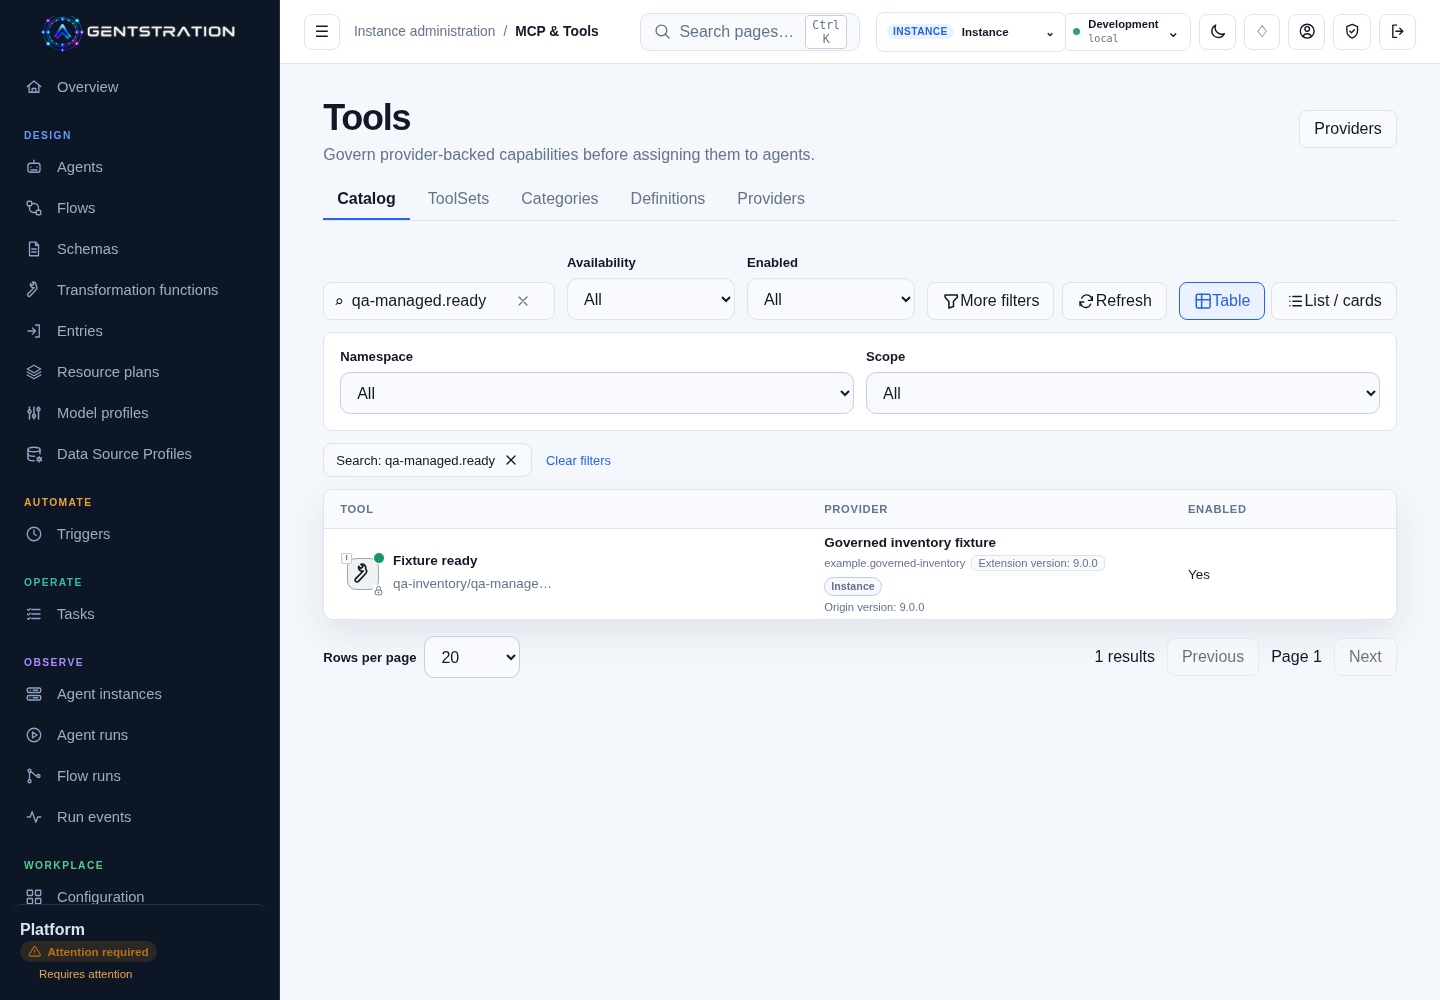 GENTSTRATION
Overview
DESIGN
Agents
Flows
Schemas
Transformation functions
Entries
Resource plans
Model profiles
Data Source Profiles
AUTOMATE
Triggers
OPERATE
Tasks
OBSERVE
Agent instances
Agent runs
Flow runs
Run events
WORKPLACE
Configuration
Platform
Attention required
Requires attention
Instance administration / MCP & Tools
Search pages…
Ctrl K
INSTANCE Instance
Development
local
Tools
Govern provider-backed capabilities before assigning them to agents.
Providers
Catalog ToolSets Categories Definitions Providers
Availability Enabled
qa-managed.ready All All More filters Refresh Table List / cards
Namespace Scope
All All
Search: qa-managed.ready Clear filters
TOOL PROVIDER ENABLED
I
Fixture ready
qa-inventory/qa-manage…
Governed inventory fixture
example.governed-inventory Extension version: 9.0.0
Instance
Origin version: 9.0.0
Yes
Rows per page 20 1 results Previous Page 1 Next